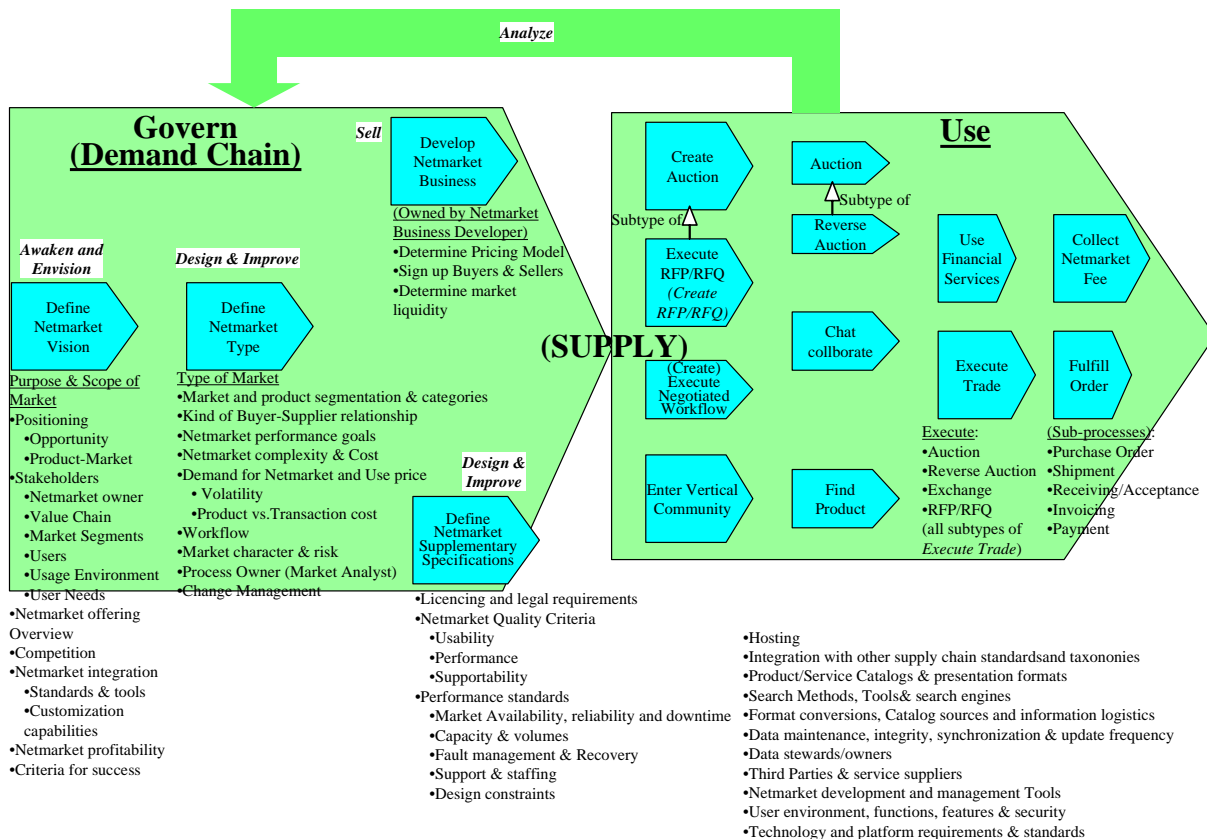 Analyze
Govern
(Demand Chain)
Sell
Develop
Netmarket
Business
(Owned by Netmarket
Business Developer)
•Determine Pricing Model
•Sign up Buyers & Sellers
•Determine market
liquidity
Awaken and
Envision
Define
Netmarket
Vision
Purpose & Scope of
Market
•Positioning
•Opportunity
•Product-Market
•Stakeholders
•Netmarket owner
•Value Chain
•Market Segments
•Users
•Usage Environment
•User Needs
•Netmarket offering
Overview
•Competition
•Netmarket integration
•Standards & tools
•Customization
capabilities
•Netmarket profitability
•Criteria for success
Design & Improve
Define
Netmarket
Type
Type of Market
•Market and product segmentation & categories
•Kind of Buyer-Supplier relationship
•Netmarket performance goals
•Netmarket complexity & Cost
•Demand for Netmarket and Use price
• Volatility
•Product vs.Transaction cost
•Workflow
•Market character & risk
•Process Owner (Market Analyst)
•Change Management
Design &
Improve
Define
Netmarket
Supplementary
Specifications
•Licencing and legal requirements
•Netmarket Quality Criteria
•Usability
•Performance
•Supportability
•Performance standards
•Market Availability, reliability and downtime
•Capacity & volumes
•Fault management & Recovery
•Support & staffing
•Design constraints
(SUPPLY)
Use
Create
Auction
Subtype of
Execute
RFP/RFQ
(Create
RFP/RFQ)
(Create)
Execute
Negotiated
Workflow
Enter Vertical
Community
Auction
Subtype of
Reverse
Auction
Chat
collborate
Find
Product
Use
Financial
Services
Execute
Trade
Execute:
•Auction
•Reverse Auction
•Exchange
•RFP/RFQ
(all subtypes of
Execute Trade)
Collect
Netmarket
Fee
Fulfill
Order
(Sub-processes):
•Purchase Order
•Shipment
•Receiving/Acceptance
•Invoicing
•Payment
•Hosting
•Integration with other supply chain standardsand taxononies
•Product/Service Catalogs & presentation formats
•Search Methods, Tools& search engines
•Format conversions, Catalog sources and information logistics
•Data maintenance, integrity, synchronization & update frequency
•Data stewards/owners
•Third Parties & service suppliers
•Netmarket development and management Tools
•User environment, functions, features & security
•Technology and platform requirements & standards